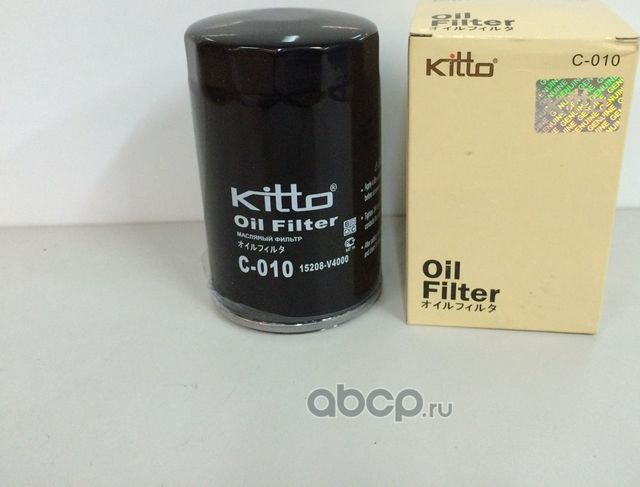 Kitto®
Oil Filter
МАСЛЯНЫЙ ФИЛЬТР
オイルフィルタ
C-010 15208-V4000
Kitto®
C-010
GENUINE
Oil
Filter
オイルフィルタ
abcp.ru